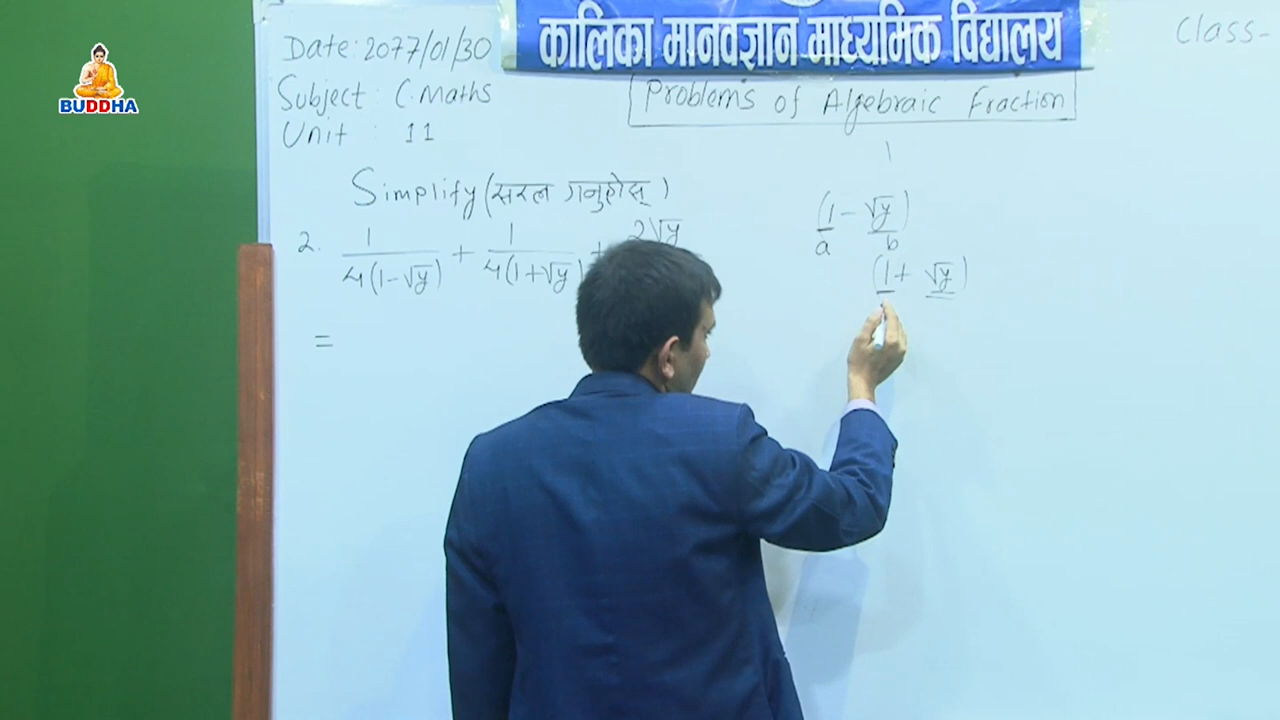 BUDDHA
कालिका मानवज्ञान माध्यमिक विद्यालय
Class-
Date: 2077/01/30
Subject: C. Maths
Unit : 11
Problems of Algebraic Fraction
1
Simplify (सरल गर्नुहोस्)
2. 1/4(1-√y) + 1/4(1+√y) + 2√y
=
(1 - √y)
a b
(1 + √y)